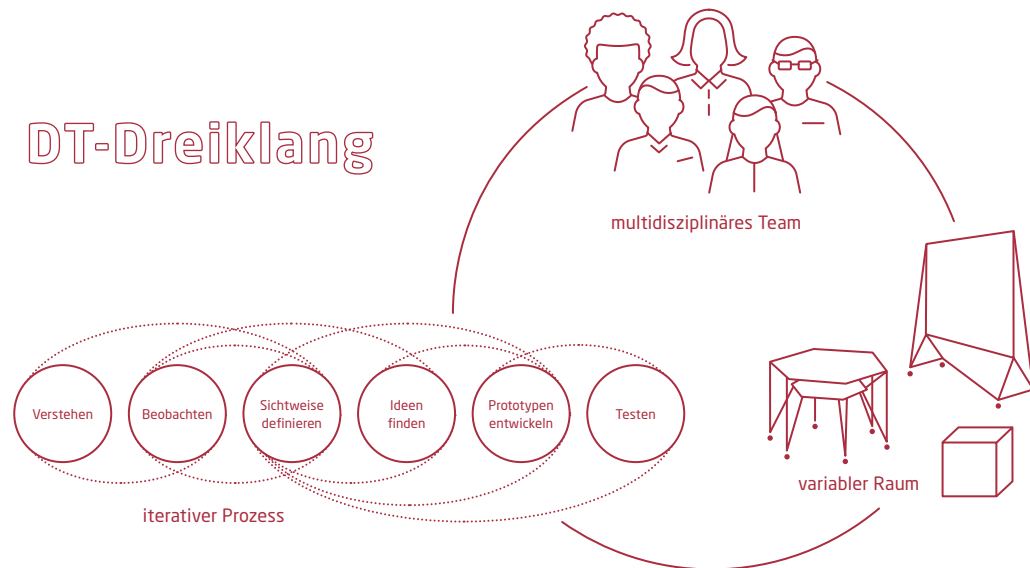 DT-Dreiklang
multidisziplinäres Team
Verstehen
Beobachten
Sichtweise
definieren
Ideen
finden
Prototypen
entwickeln
Testen
variabler Raum
iterativer Prozess